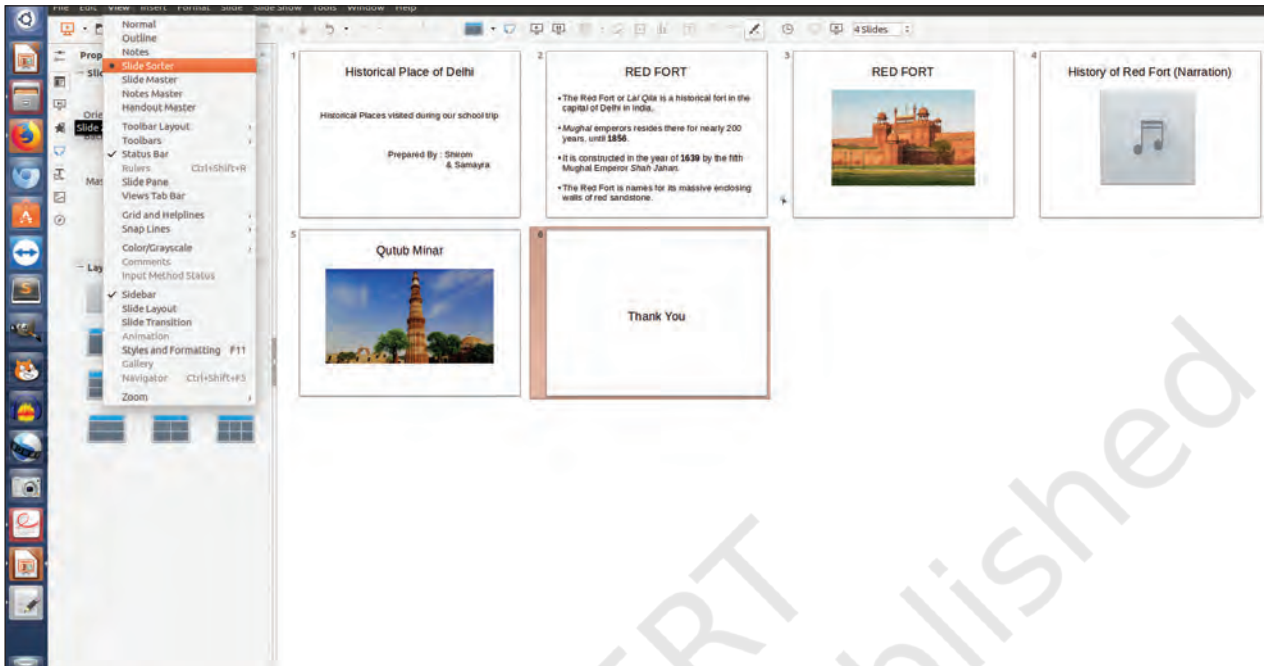 File Edit View Insert Format Slide Slide Show Tools Window Help
4 Slides
Normal
Outline
Notes
Slide Sorter
Slide Master
Notes Master
Handout Master
Toolbar Layout
Toolbars
Status Bar
Rulers Ctrl+Shift+R
Slide Pane
Views Tab Bar
Grid and Helplines
Snap Lines
Color/Grayscale
Comments
Input Method Status
Sidebar
Slide Layout
Slide Transition
Animation
Styles and Formatting F11
Gallery
Navigator Ctrl+Shift+F5
Zoom
Prop
Slid
Orie
Slide
Mas
Lay
1
Historical Place of Delhi
Historical Places visited during our school trip
Prepared By : Shirom
& Samayra
2
RED FORT
• The Red Fort or Lal Qila is a historical fort in the
capital of Delhi in India.
• Mughal emperors resides there for nearly 200
years, until 1856.
• It is constructed in the year of 1639 by the fifth
Mughal Emperor Shah Jahan.
• The Red Fort is names for its massive enclosing
walls of red sandstone.
3
RED FORT
4
History of Red Fort (Narration)
5
Qutub Minar
6
Thank You